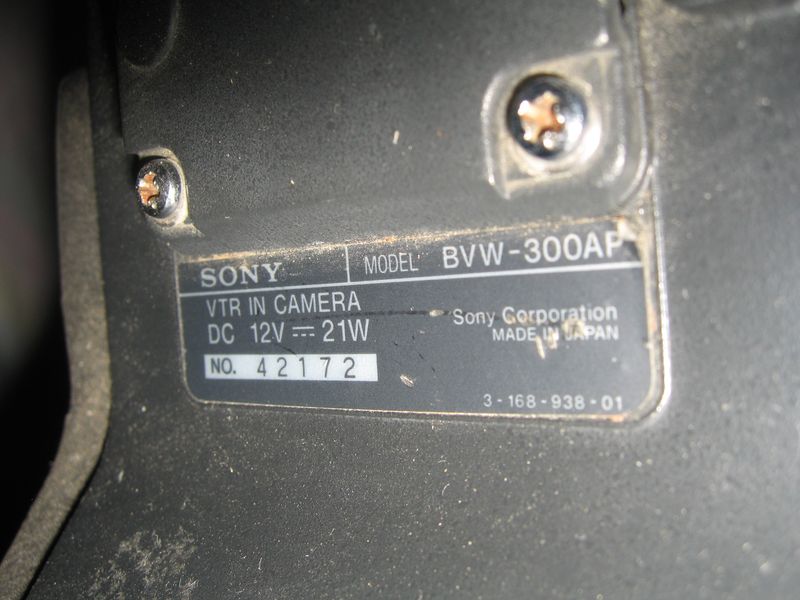 SONY MODEL BVW-300AP
VTR IN CAMERA
DC 12V ⎓ 21W
NO. 42172
Sony Corporation
MADE IN JAPAN
3-168-938-01